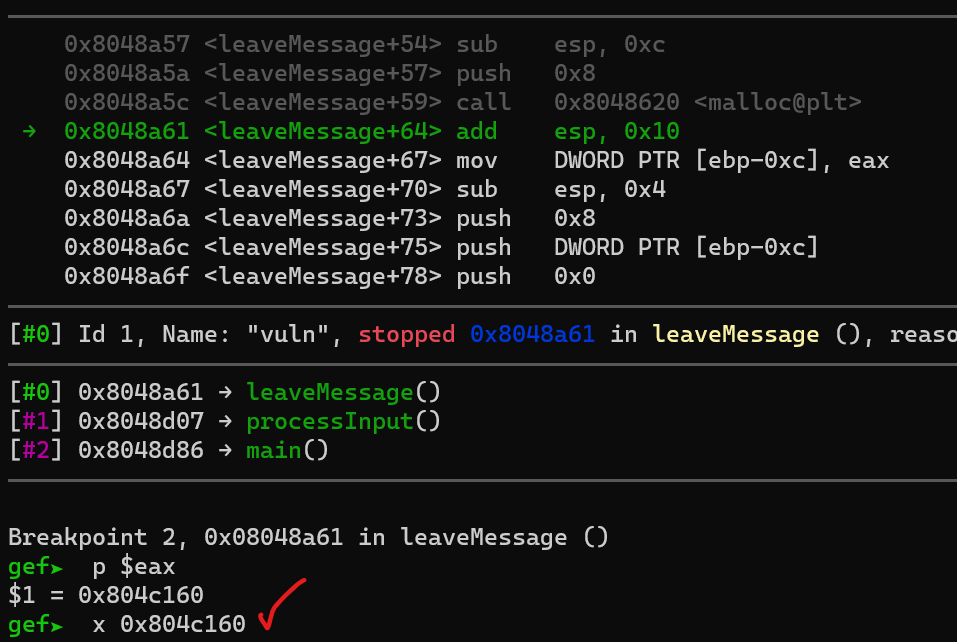 0x8048a57 <leaveMessage+54> sub    esp, 0xc
0x8048a5a <leaveMessage+57> push   0x8
0x8048a5c <leaveMessage+59> call   0x8048620 <malloc@plt>
→  0x8048a61 <leaveMessage+64> add    esp, 0x10
0x8048a64 <leaveMessage+67> mov    DWORD PTR [ebp-0xc], eax
0x8048a67 <leaveMessage+70> sub    esp, 0x4
0x8048a6a <leaveMessage+73> push   0x8
0x8048a6c <leaveMessage+75> push   DWORD PTR [ebp-0xc]
0x8048a6f <leaveMessage+78> push   0x0
[#0] Id 1, Name: "vuln", stopped 0x8048a61 in leaveMessage (), reaso
[#0] 0x8048a61 → leaveMessage()
[#1] 0x8048d07 → processInput()
[#2] 0x8048d86 → main()
Breakpoint 2, 0x08048a61 in leaveMessage ()
gef➤  p $eax
$1 = 0x804c160
gef➤  x 0x804c160